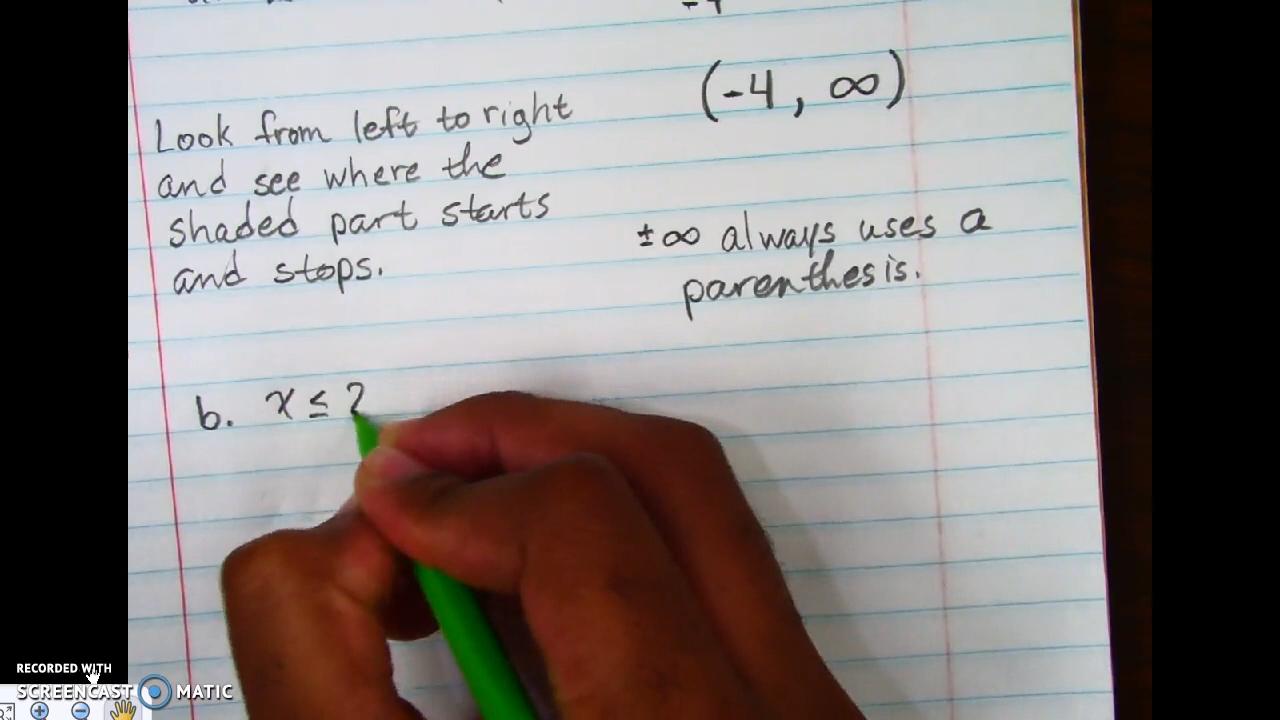 (-4, ∞)
Look from left to right
and see where the
shaded part starts
and stops.
±∞ always uses a
parenthesis.
b. x ≤ 2
RECORDED WITH
SCREENCAST MATIC